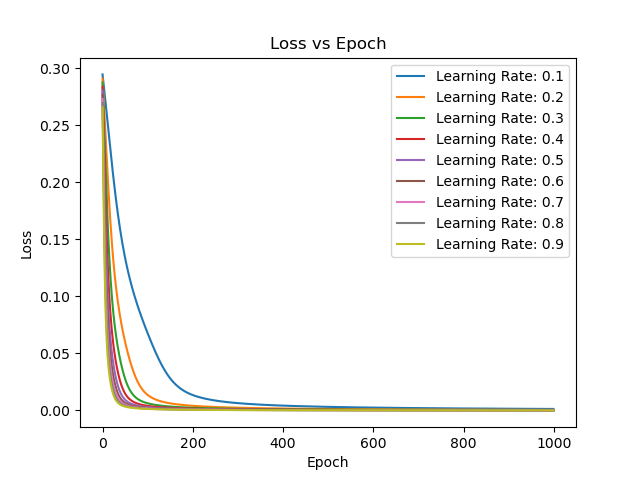 Loss vs Epoch
Loss
0.30
0.25
0.20
0.15
0.10
0.05
0.00
Learning Rate: 0.1
Learning Rate: 0.2
Learning Rate: 0.3
Learning Rate: 0.4
Learning Rate: 0.5
Learning Rate: 0.6
Learning Rate: 0.7
Learning Rate: 0.8
Learning Rate: 0.9
0 200 400 600 800 1000
Epoch